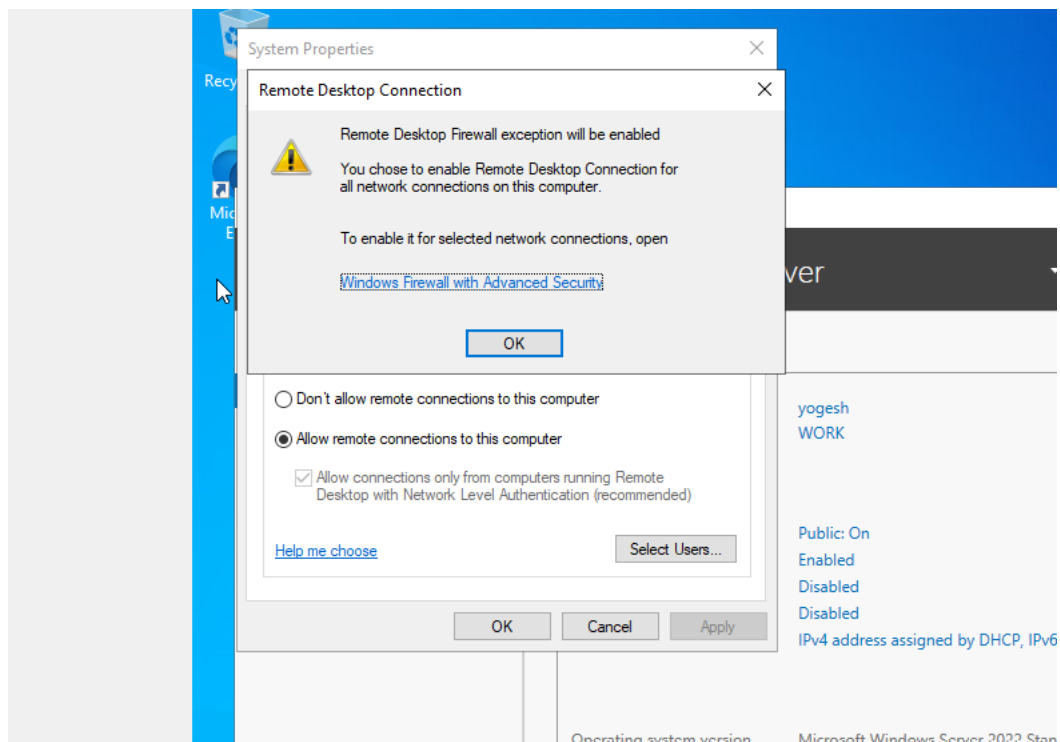 Recy
System Properties
Remote Desktop Connection
Remote Desktop Firewall exception will be enabled
You chose to enable Remote Desktop Connection for
all network connections on this computer.
To enable it for selected network connections, open
Windows Firewall with Advanced Security
OK
Mic
E
ver
Don't allow remote connections to this computer
Allow remote connections to this computer
Allow connections only from computers running Remote
Desktop with Network Level Authentication (recommended)
Help me choose
Select Users...
OK
Cancel
Apply
yogesh
WORK
Public: On
Enabled
Disabled
Disabled
IPv4 address assigned by DHCP, IPv6
Operating system version
Microsoft Windows Server 2022 Stan